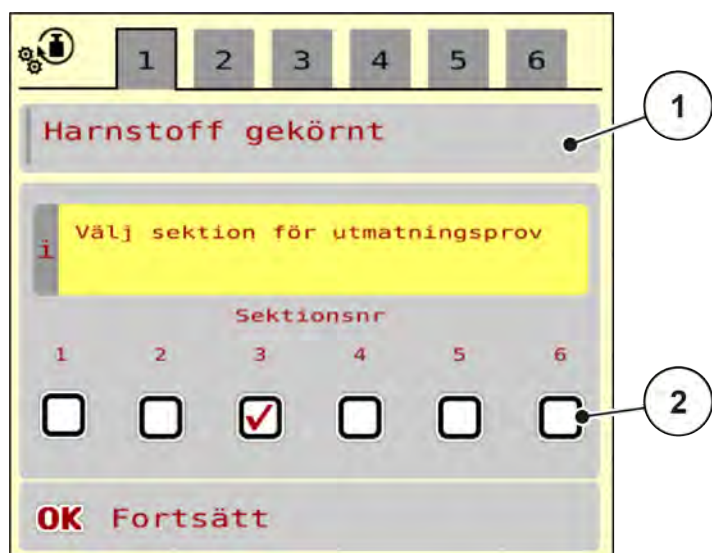 1 2 3 4 5 6
Harnstoff gekörnt
1
i Välj sektion för utmatningsprov
Sektionsnr
1 2 3 4 5 6
2
OK Fortsätt